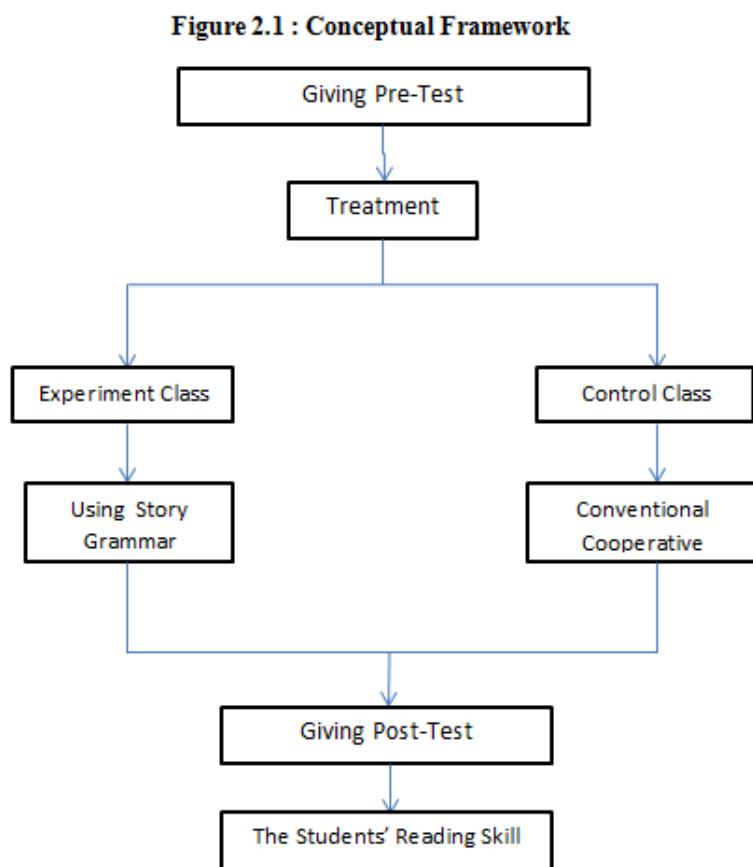 Figure 2.1 : Conceptual Framework
Giving Pre-Test
Treatment
Experiment Class
Control Class
Using Story
Grammar
Conventional
Cooperative
Giving Post-Test
The Students’ Reading Skill